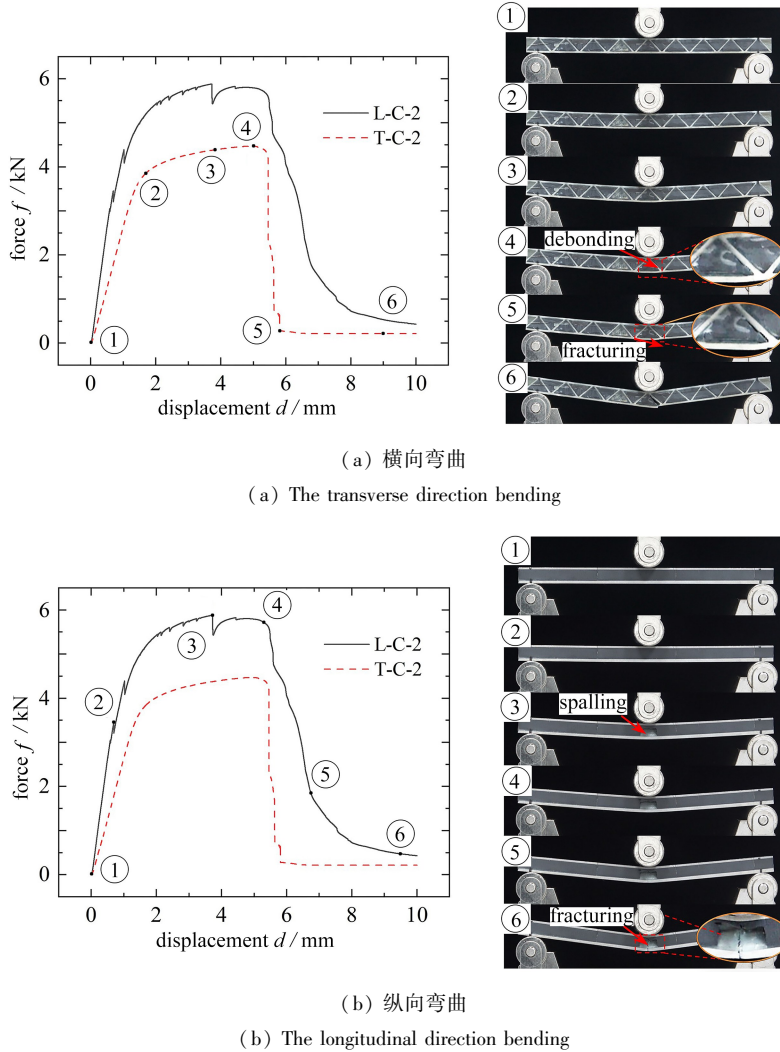 ①
②
③
④
debonding
⑤
fracturing
⑥
6
4
2
0
force f / kN
L-C-2
T-C-2
④
③
②
⑥
⑤
①
0 2 4 6 8 10
displacement d / mm
(a) 横向弯曲
(a) The transverse direction bending
①
②
③
spalling
④
⑤
⑥
fracturing
6
4
2
0
force f / kN
L-C-2
T-C-2
④
③
②
⑤
⑥
①
0 2 4 6 8 10
displacement d / mm
(b) 纵向弯曲
(b) The longitudinal direction bending